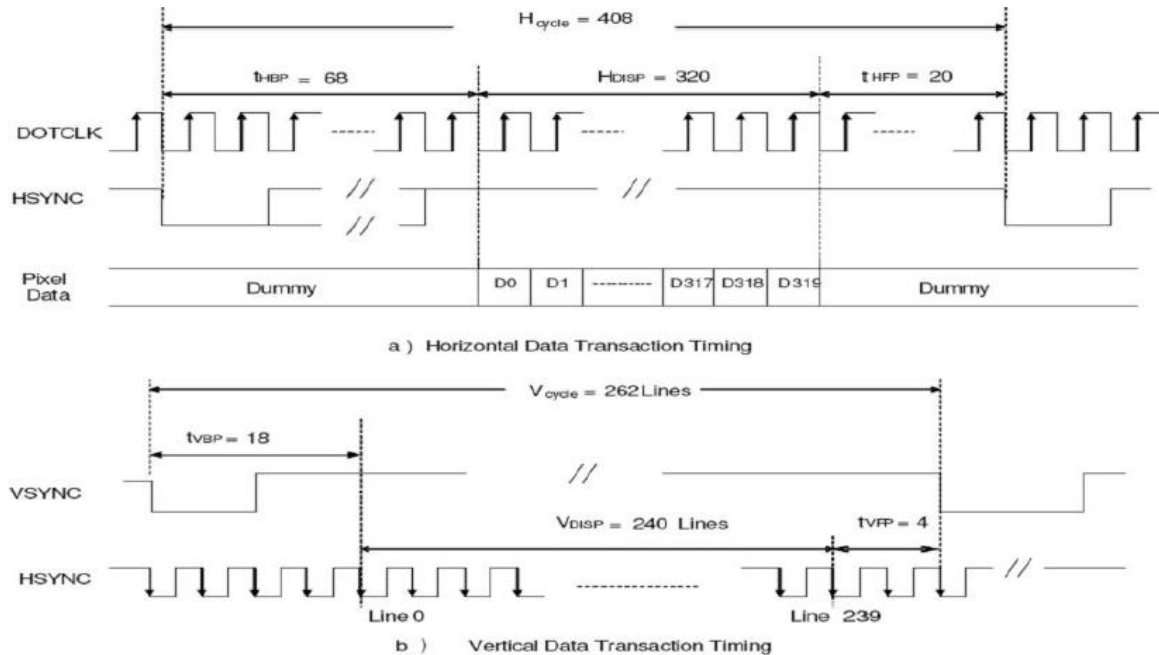 Hcycle = 408
tHBP = 68
HDISP = 320
tHFP = 20
DOTCLK
HSYNC
Pixel Data
Dummy
D0
D1
D317
D318
D319
Dummy
a ) Horizontal Data Transaction Timing
Vcycle = 262 Lines
tVBP = 18
VSYNC
VDISP = 240 Lines
tVFP = 4
HSYNC
Line 0
Line 239
b ) Vertical Data Transaction Timing